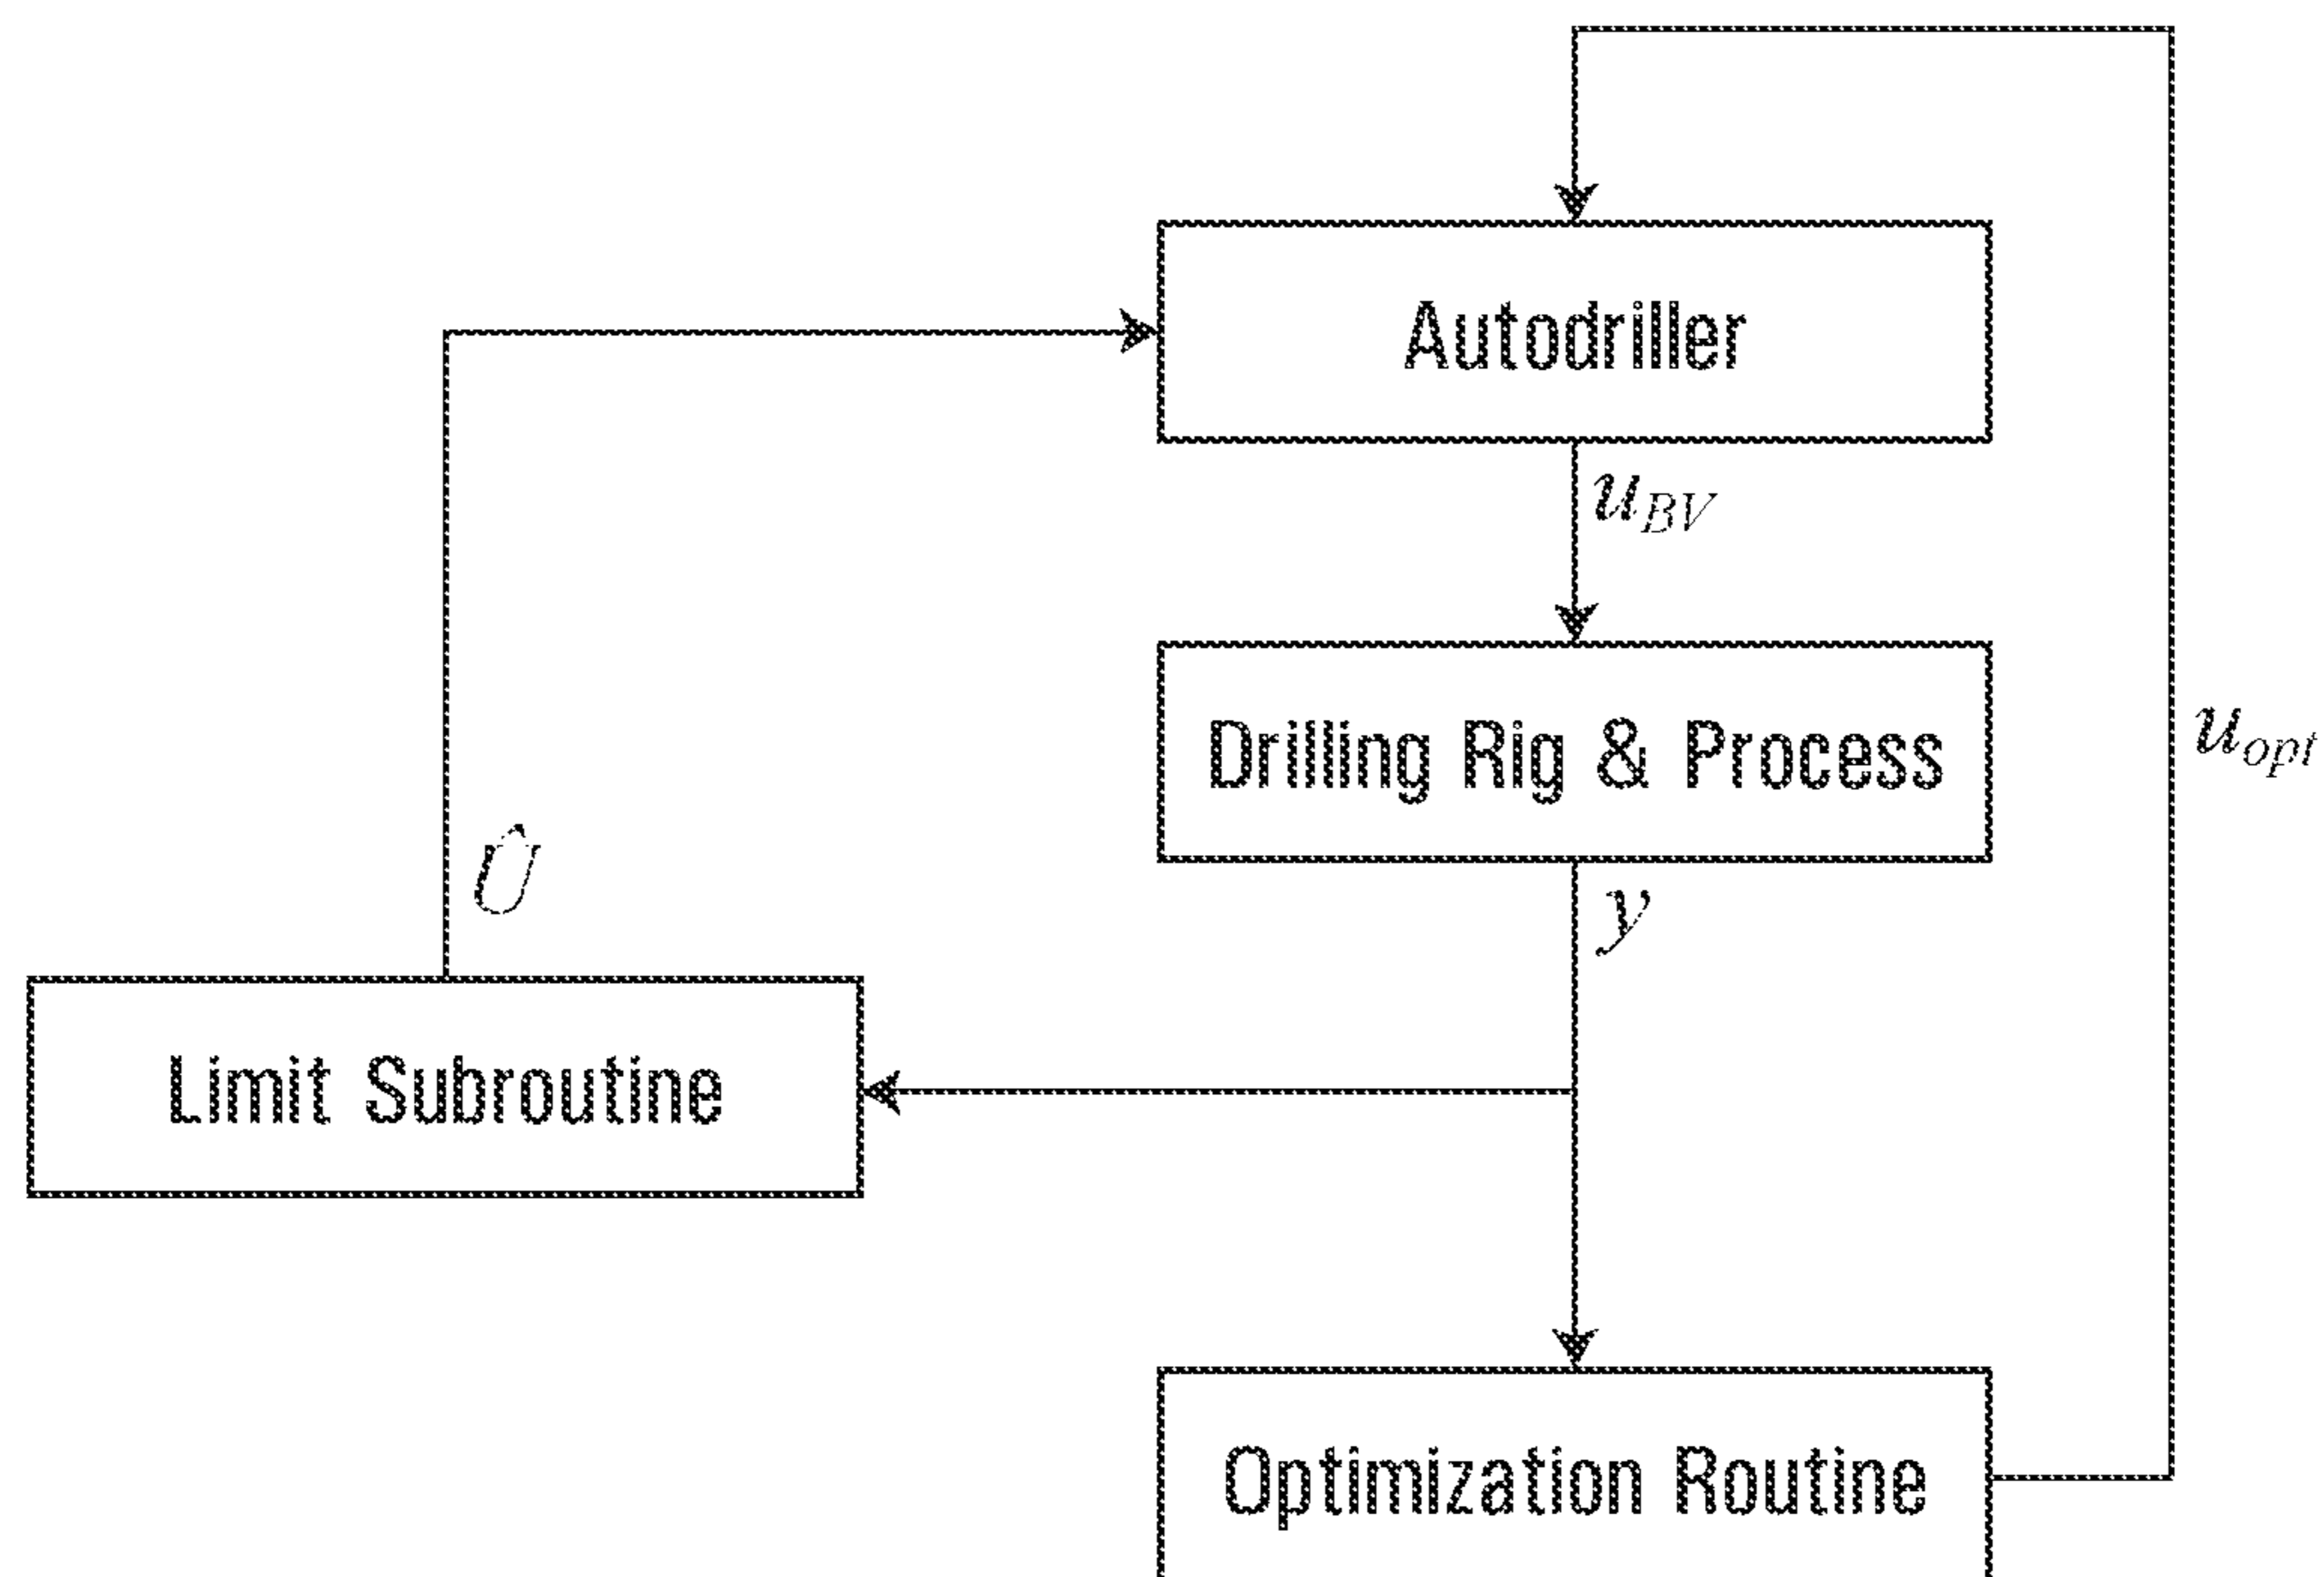 Autodriller
u_BV
Drilling Rig & Process
u_opt
Û
y
Limit Subroutine
Optimization Routine